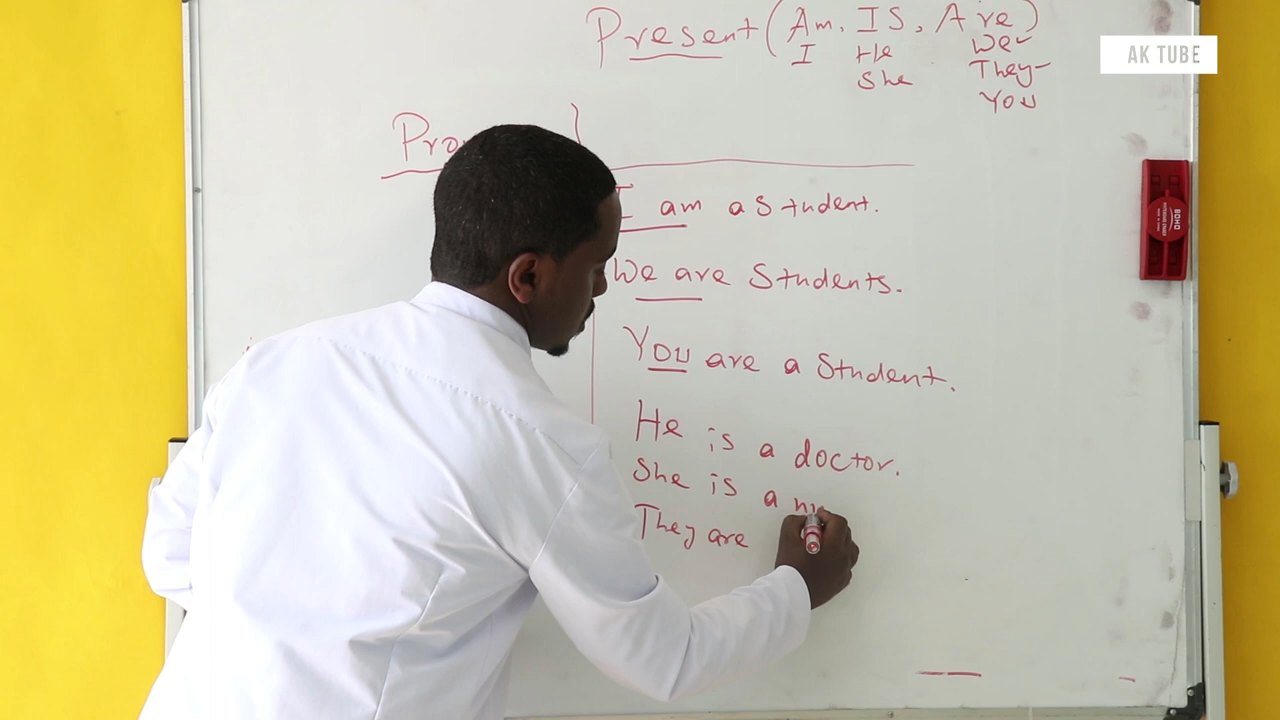 Present (Am, IS, Are)
I He We
She They
You
AK TUBE
I am a student.
We are Students.
You are a Student.
He is a doctor.
She is a
They are
BOHO